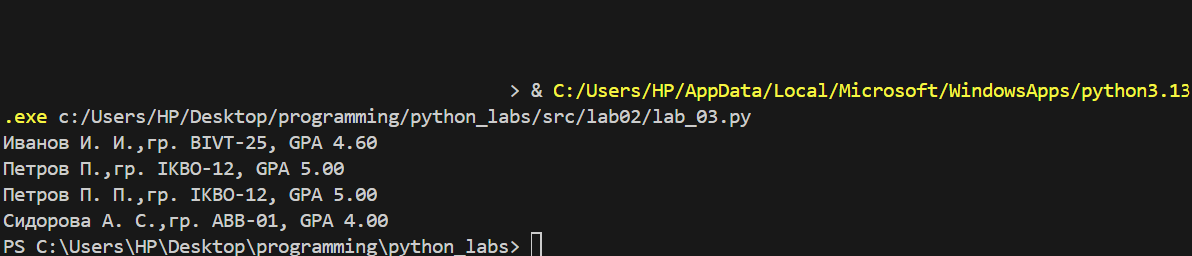 > & C:/Users/HP/AppData/Local/Microsoft/WindowsApps/python3.13
.exe c:/Users/HP/Desktop/programming/python_labs/src/lab02/lab_03.py
Иванов И. И.,гр. BIVT-25, GPA 4.60
Петров П.,гр. IKBO-12, GPA 5.00
Петров П. П.,гр. IKBO-12, GPA 5.00
Сидорова А. С.,гр. ABB-01, GPA 4.00
PS C:\Users\HP\Desktop\programming\python_labs>